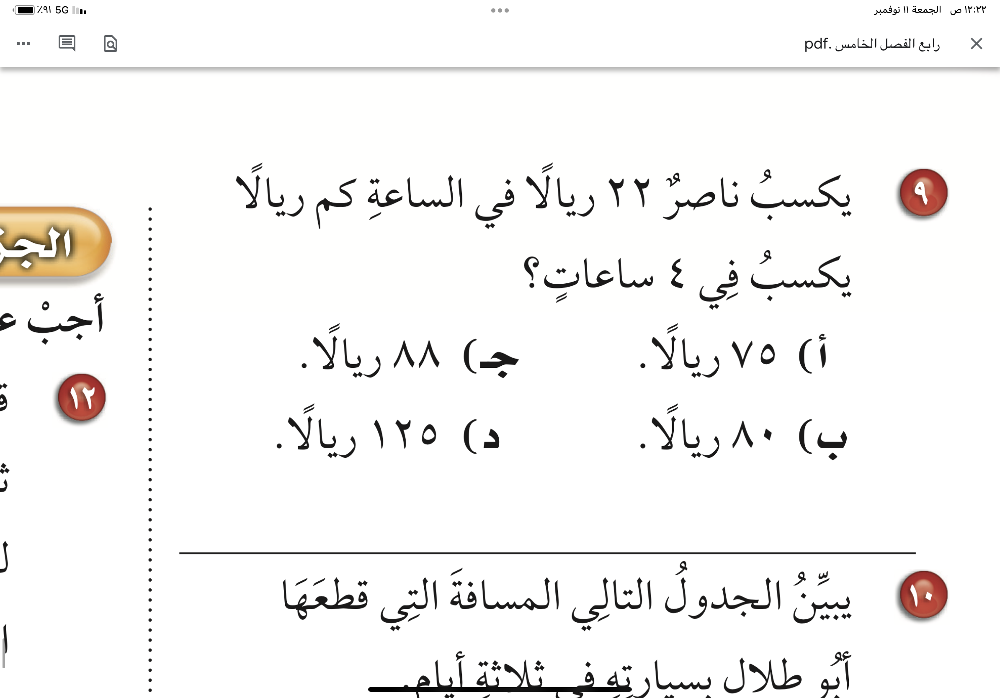 ١٢:٢٢ ص الجمعة ١١ نوفمبر
٪٩١ 5G
رابع الفصل الخامس .pdf
٩ يكسبُ ناصرٌ ٢٢ ريالًا في الساعةِ كم ريالًا
يكسبُ فِي ٤ ساعاتٍ؟
أ) ٧٥ ريالًا. جـ) ٨٨ ريالًا.
ب) ٨٠ ريالًا. د) ١٢٥ ريالًا.
١٠ يبيِّنُ الجدولُ التالِي المسافةَ التِي قطعَهَا
أبُو طلال بسيارتِهِ في ثلاثةِ أيام.
أجبْ
١٢